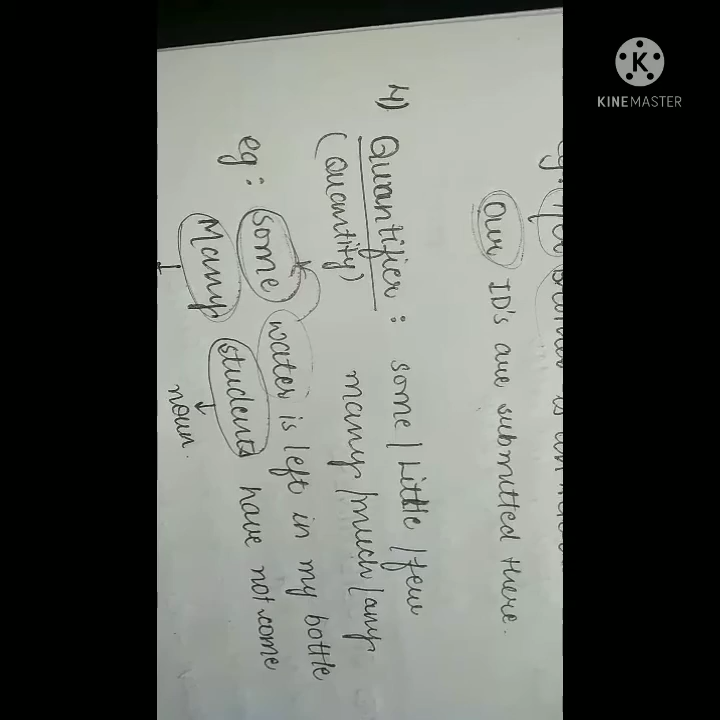 Our ID's are submitted there.
4) Quantifier : some / Little / few
(Quantity) many / much / any
eg : Some water is left in my bottle
Many students have not come
noun.
K
KINEMASTER